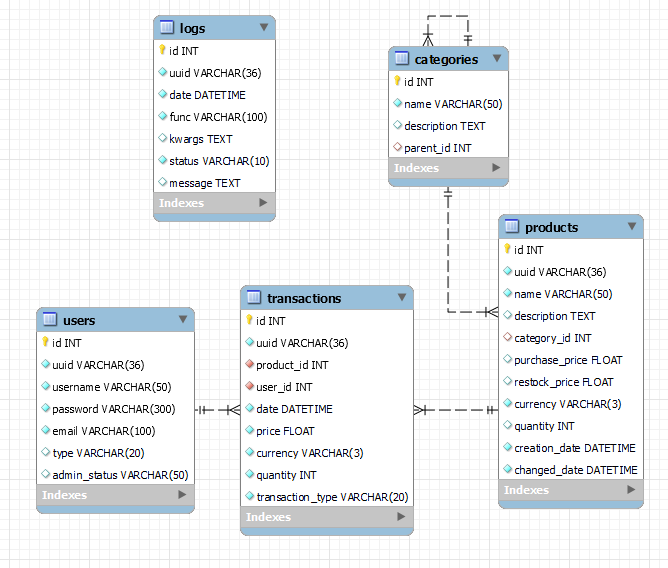 logs
id INT
uuid VARCHAR(36)
date DATETIME
func VARCHAR(100)
kwargs TEXT
status VARCHAR(10)
message TEXT
Indexes
categories
id INT
name VARCHAR(50)
description TEXT
parent_id INT
Indexes
products
id INT
uuid VARCHAR(36)
name VARCHAR(50)
description TEXT
category_id INT
purchase_price FLOAT
restock_price FLOAT
currency VARCHAR(3)
quantity INT
creation_date DATETIME
changed_date DATETIME
Indexes
transactions
id INT
uuid VARCHAR(36)
product_id INT
user_id INT
date DATETIME
price FLOAT
currency VARCHAR(3)
quantity INT
transaction_type VARCHAR(20)
Indexes
users
id INT
uuid VARCHAR(36)
username VARCHAR(50)
password VARCHAR(300)
email VARCHAR(100)
type VARCHAR(20)
admin_status VARCHAR(50)
Indexes